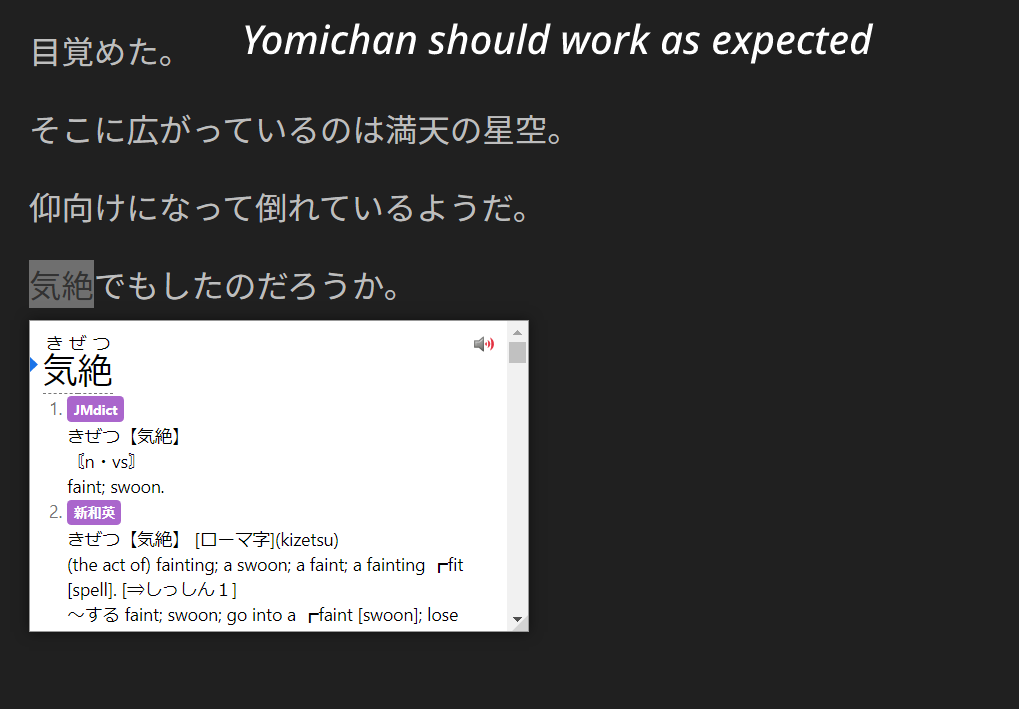 Yomichan should work as expected
目覚めた。
そこに広がっているのは満天の星空。
仰向けになって倒れているようだ。
気絶でもしたのだろうか。
きぜつ
気絶
1. JMdict
きぜつ【気絶】
〘n・vs〙
faint; swoon.
2. 新和英
きぜつ【気絶】 [ローマ字](kizetsu)
(the act of) fainting; a swoon; a faint; a fainting ┏fit
[spell]. [⇒しっしん１]
～する faint; swoon; go into a ┏faint [swoon]; lose